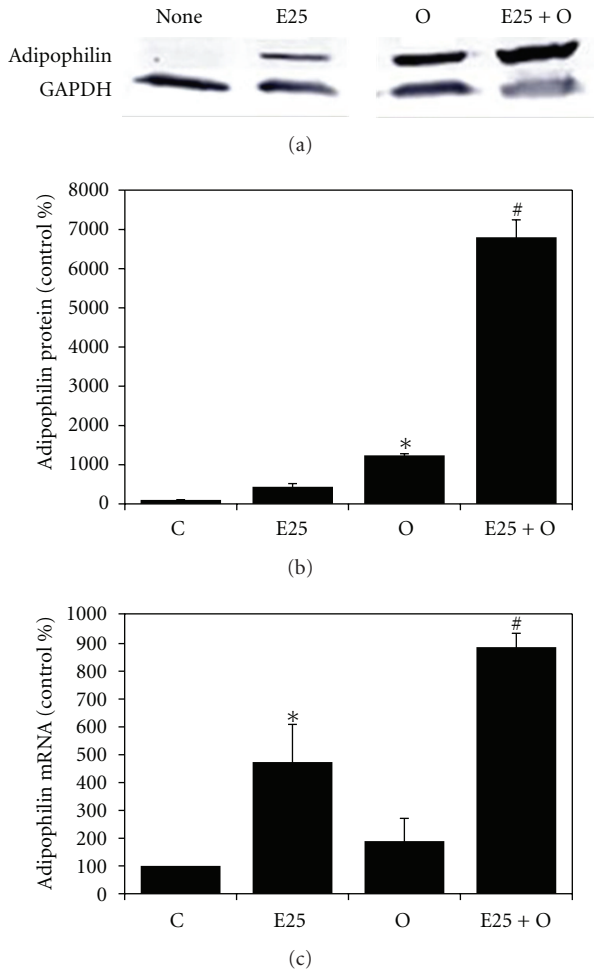 None E25 O E25 + O
Adipophilin
GAPDH
(a)
Adipophilin protein (control %)
8000
7000
6000
5000
4000
3000
2000
1000
0
*
#
C E25 O E25 + O
(b)
Adipophilin mRNA (control %)
1000
900
800
700
600
500
400
300
200
100
0
*
#
C E25 O E25 + O
(c)